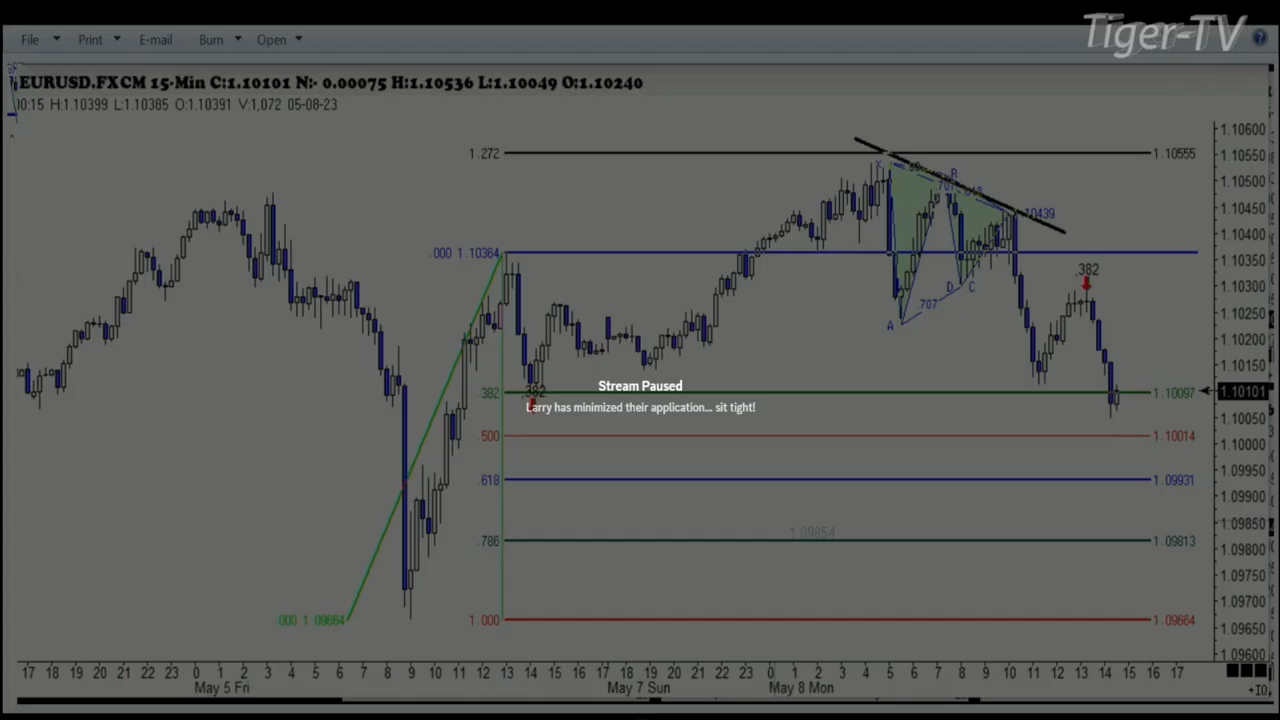 Tiger-TV
File Print E-mail Burn Open
EURUSD.FXCM 15-Min C:1.10101 N:- 0.00075 H:1.10536 L:1.10049 O:1.10240
00:15 H:1.10399 L:1.10385 O:1.10391 V:1,072 05-08-23
1.10600
1.272 1.10555 1.10550
X B
1.10500
707
.10439 1.10450
1.10400
.000 1.10364 1.10350
.382
D C 1.10300
.707
A
1.10250
1.10200
1.10150
Stream Paused
.382 .382 1.10097 1.10101
Larry has minimized their application... sit tight!
1.10050
.500 1.10014 1.10000
1.09950
.618 1.09931
1.09900
1.09854 1.09850
.786 1.09813 1.09800
1.09750
1.09700
.000 1.09664 1.000 1.09664 1.09650
1.09600
17 18 19 20 21 22 23 0 1 2 3 4 5 6 7 8 9 10 11 12 13 14 15 16 17 18 19 20 21 22 23 0 1 2 3 4 5 6 7 8 9 10 11 12 13 14 15 16 17
May 5 Fri May 7 Sun May 8 Mon